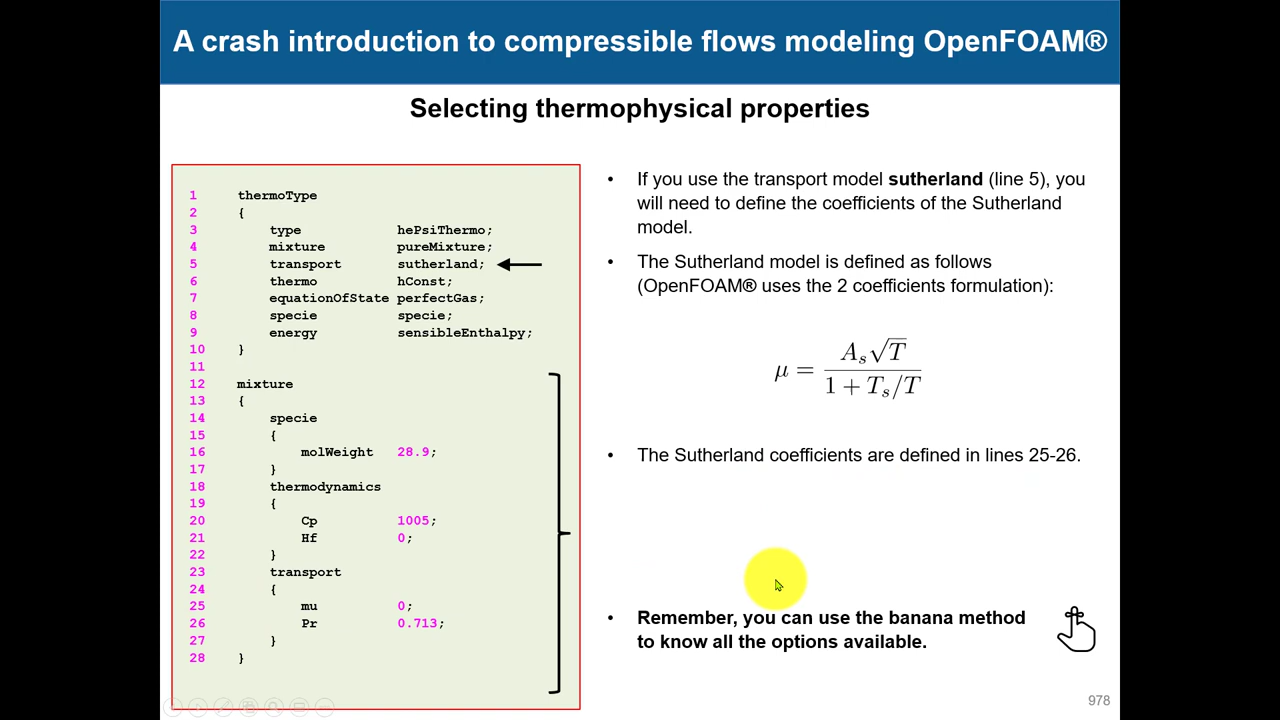 A crash introduction to compressible flows modeling OpenFOAM®
Selecting thermophysical properties
1 thermoType
2 {
3 type hePsiThermo;
4 mixture pureMixture;
5 transport sutherland;
6 thermo hConst;
7 equationOfState perfectGas;
8 specie specie;
9 energy sensibleEnthalpy;
10 }
11
12 mixture
13 {
14 specie
15 {
16 molWeight 28.9;
17 }
18 thermodynamics
19 {
20 Cp 1005;
21 Hf 0;
22 }
23 transport
24 {
25 mu 0;
26 Pr 0.713;
27 }
28 }
• If you use the transport model sutherland (line 5), you
will need to define the coefficients of the Sutherland
model.
• The Sutherland model is defined as follows
(OpenFOAM® uses the 2 coefficients formulation):
μ = A_s√T / 1 + T_s/T
• The Sutherland coefficients are defined in lines 25-26.
• Remember, you can use the banana method
to know all the options available.
978